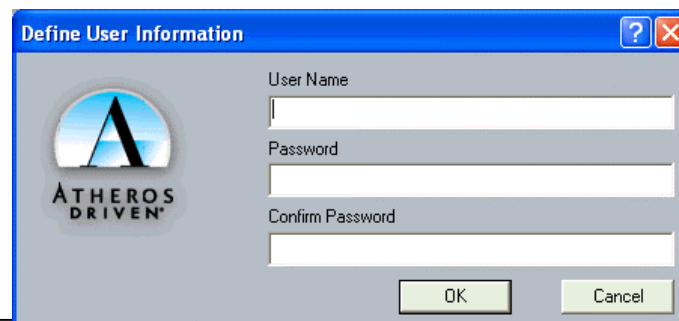 Define User Information
User Name
Password
ATHEROS
DRIVEN
Confirm Password
OK
Cancel